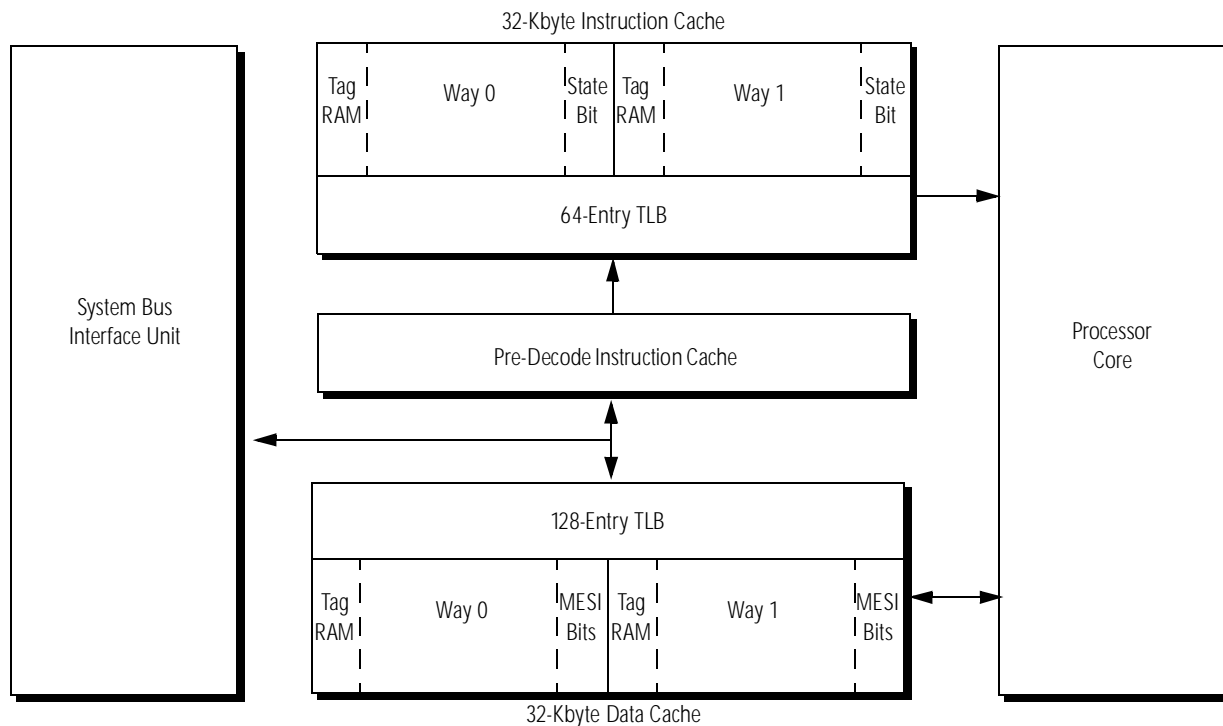 32-Kbyte Instruction Cache
Tag
RAM
Way 0
State
Bit
Tag
RAM
Way 1
State
Bit
64-Entry TLB
System Bus
Interface Unit
Pre-Decode Instruction Cache
Processor
Core
128-Entry TLB
Tag
RAM
Way 0
MESI
Bits
Tag
RAM
Way 1
MESI
Bits
32-Kbyte Data Cache